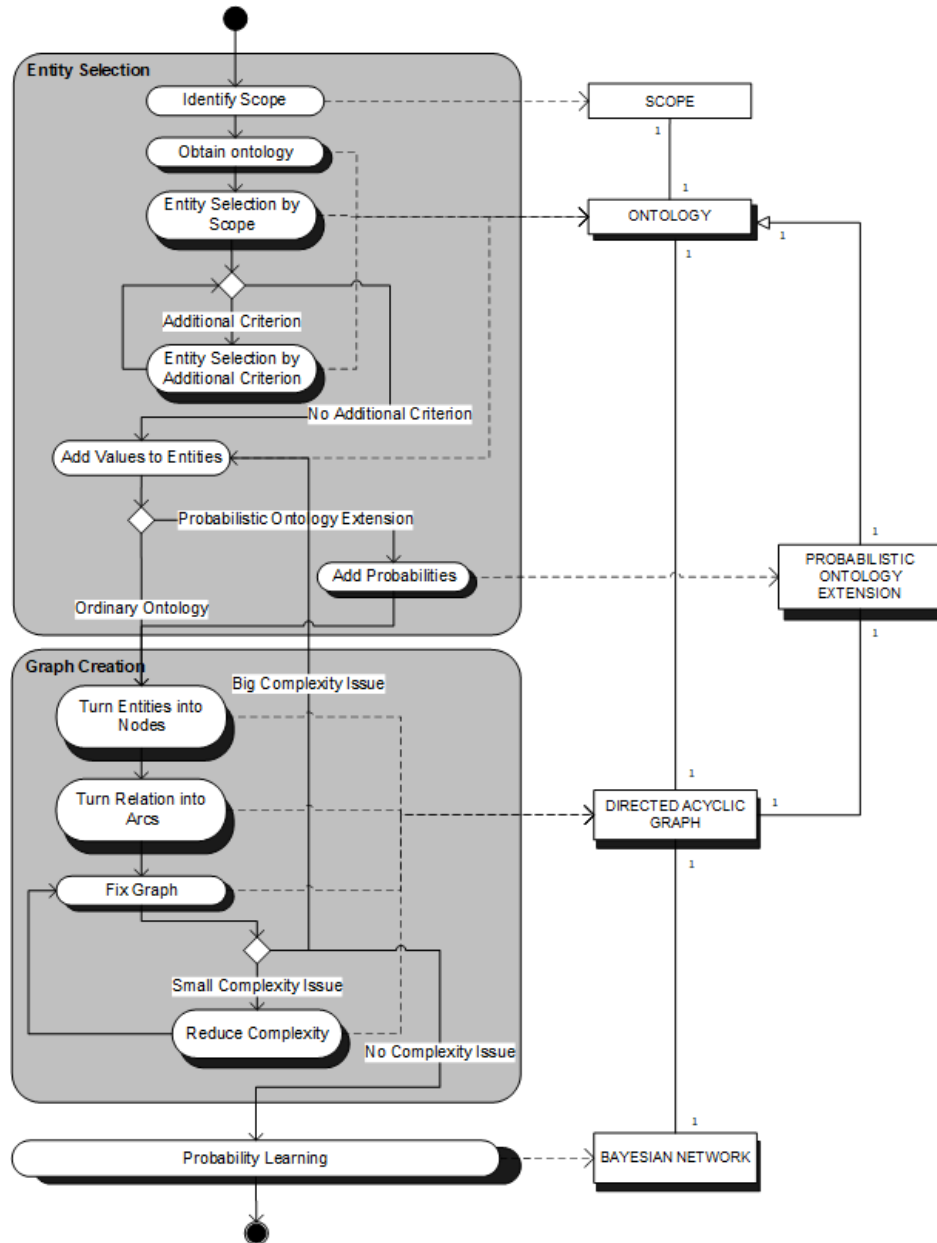 Entity Selection
Identify Scope
SCOPE
1
Obtain ontology
1
Entity Selection by
Scope
ONTOLOGY
1
1
Additional Criterion
Entity Selection by
Additional Criterion
No Additional Criterion
Add Values to Entities
Probabilistic Ontology Extension
1
Add Probabilities
PROBABILISTIC
ONTOLOGY
EXTENSION
Ordinary Ontology
1
Graph Creation
Big Complexity Issue
Turn Entities into
Nodes
1
Turn Relation into
Arcs
DIRECTED ACYCLIC
GRAPH
1
1
Fix Graph
Small Complexity Issue
Reduce Complexity
No Complexity Issue
1
Probability Learning
BAYESIAN NETWORK